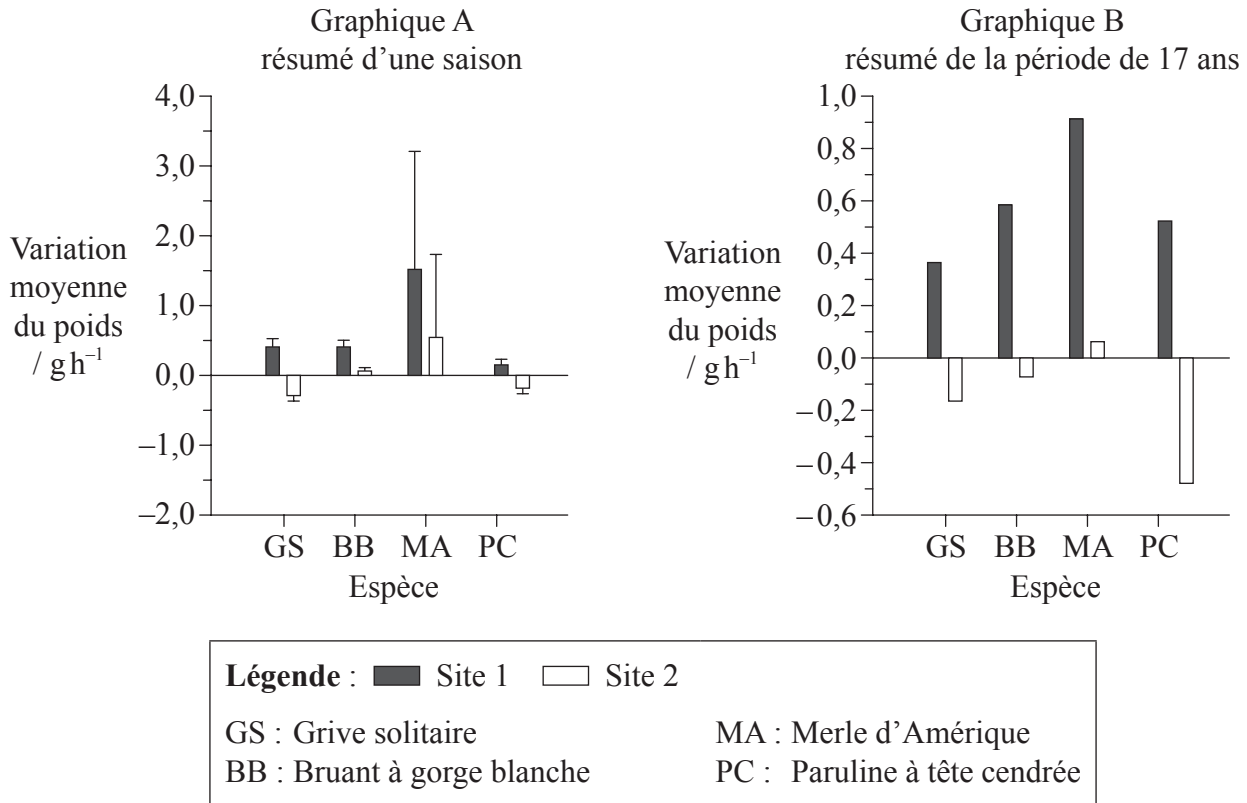 Graphique A
résumé d’une saison
4,0
3,0
2,0
1,0
0,0
–1,0
–2,0
Variation
moyenne
du poids
/ g h–1
GS BB MA PC
Espèce
Graphique B
résumé de la période de 17 ans
1,0
0,8
0,6
0,4
0,2
0,0
–0,2
–0,4
–0,6
Variation
moyenne
du poids
/ g h–1
GS BB MA PC
Espèce
Légende : Site 1 Site 2
GS : Grive solitaire MA : Merle d’Amérique
BB : Bruant à gorge blanche PC : Paruline à tête cendrée